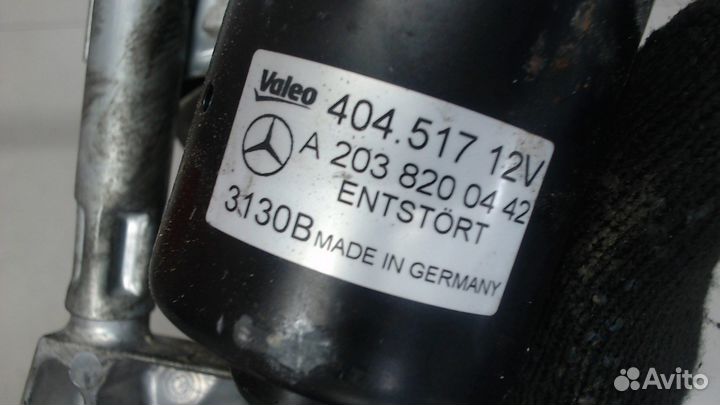 Valeo 404.517 12V
A 203 820 04 42
ENTSTÖRT
3130B MADE IN GERMANY
Avito